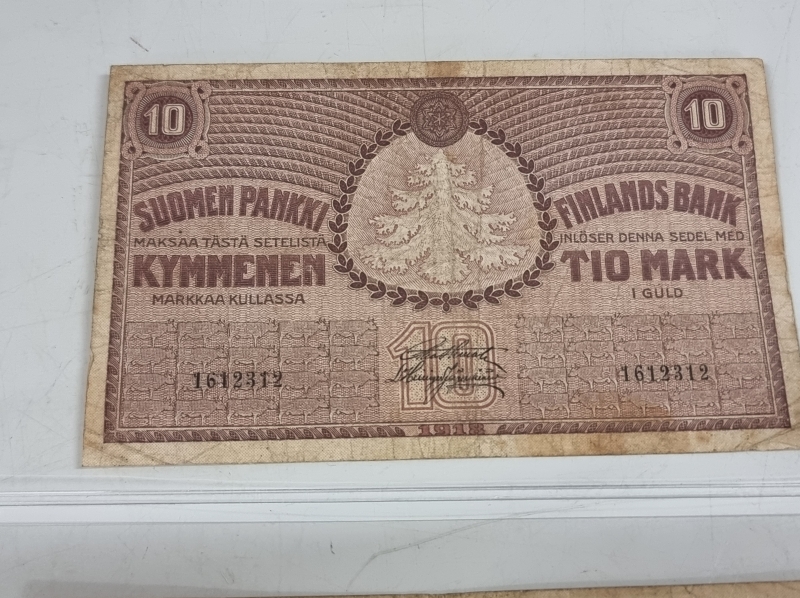 10
10
SUOMEN PANKKI
FINLANDS BANK
MAKSAA TÄSTÄ SETELISTÄ
INLÖSER DENNA SEDEL MED
KYMMENEN
TIO MARK
MARKKAA KULLASSA
I GULD
10
1612312
1612312